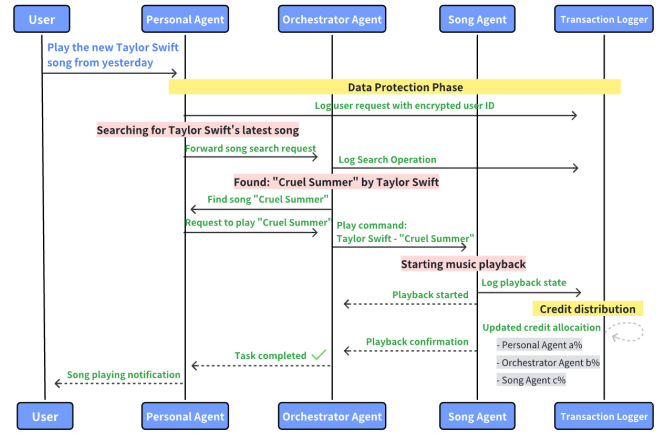 User
Personal Agent
Orchestrator Agent
Song Agent
Transaction Logger
Play the new Taylor Swift
song from yesterday
Data Protection Phase
Log user request with encrypted user ID
Searching for Taylor Swift's latest song
Forward song search request
Log Search Operation
Found: "Cruel Summer" by Taylor Swift
Find song "Cruel Summer"
Request to play "Cruel Summer"
Play command:
Taylor Swift - "Cruel Summer"
Starting music playback
Log playback state
Playback started
Credit distribution
Updated credit allocaition
Playback confirmation
- Personal Agent a%
Task completed
- Orchestrator Agent b%
Song playing notification
- Song Agent c%
User
Personal Agent
Orchestrator Agent
Song Agent
Transaction Logger